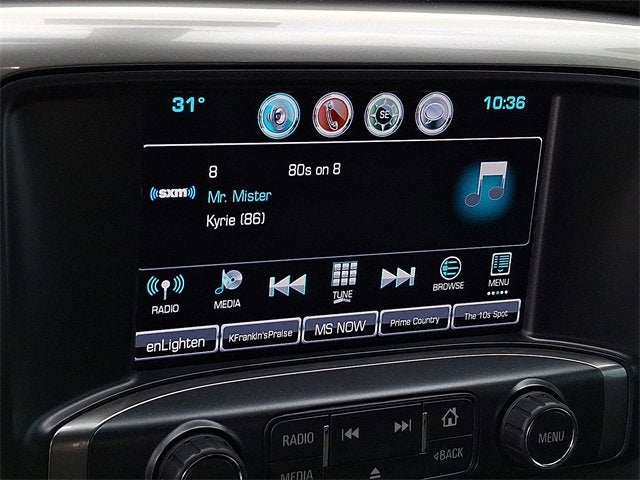 31°
SE
10:36
8 80s on 8
((sxm))
Mr. Mister
Kyrie (86)
RADIO
MEDIA
TUNE
BROWSE
MENU
enLighten
KFranklin'sPraise
MS NOW
Prime Country
The 10s Spot
RADIO
MENU
BACK
MEDIA